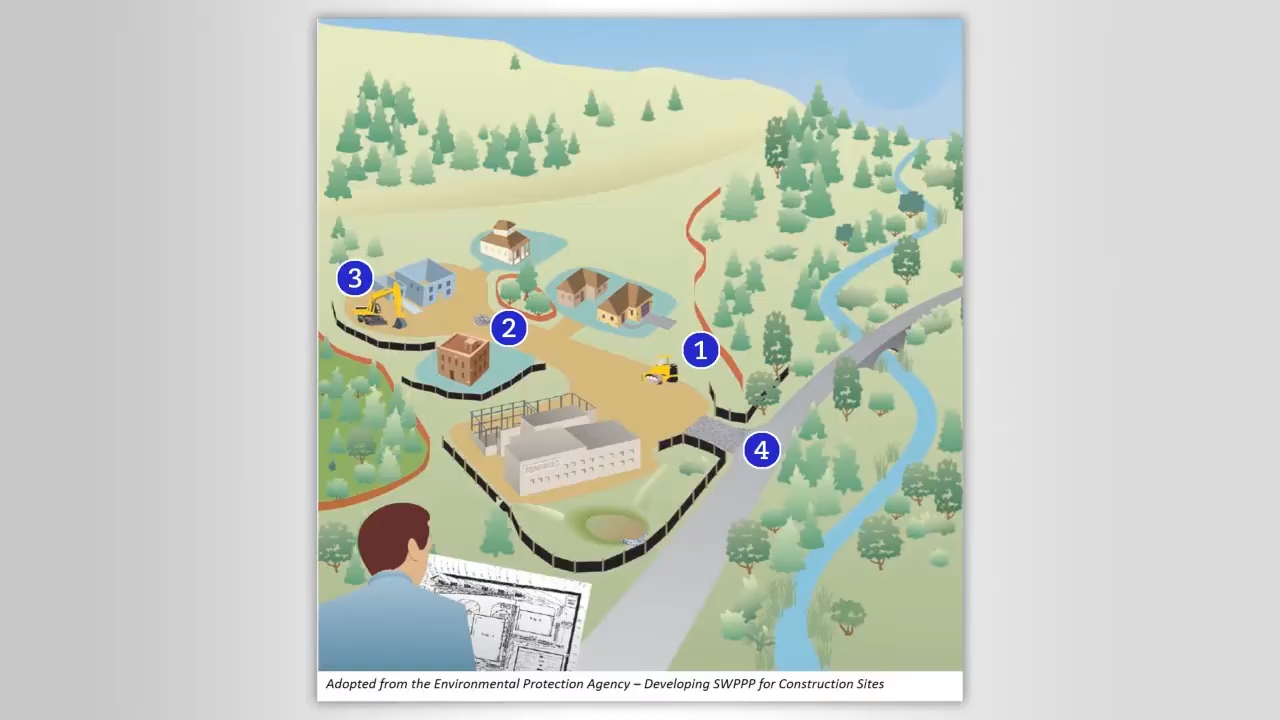 3
2
1
4
Adopted from the Environmental Protection Agency – Developing SWPPP for Construction Sites